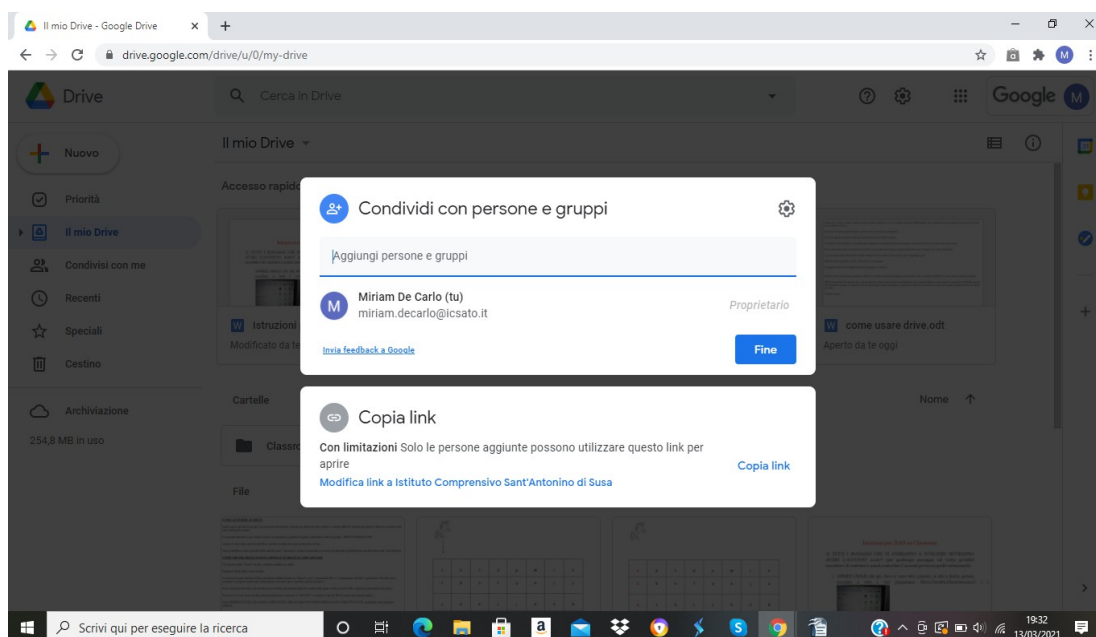 Il mio Drive - Google Drive
drive.google.com/drive/u/0/my-drive
M
Drive
Cerca in Drive
Google M
Nuovo
Il mio Drive
Accesso rapido
Priorità
Il mio Drive
Condivisi con me
Recenti
Speciali
Cestino
Archiviazione
254,8 MB in uso
Condividi con persone e gruppi
Aggiungi persone e gruppi
M
Miriam De Carlo (tu)
miriam.decarlo@icsato.it
Proprietario
Invia feedback a Google
Fine
Istruzioni
Modificato da te
come usare drive.odt
Aperto da te oggi
Cartelle
Nome
Classro
File
Copia link
Con limitazioni Solo le persone aggiunte possono utilizzare questo link per
aprire
Copia link
Modifica link a Istituto Comprensivo Sant'Antonino di Susa
Scrivi qui per eseguire la ricerca
19:32
13/03/2021